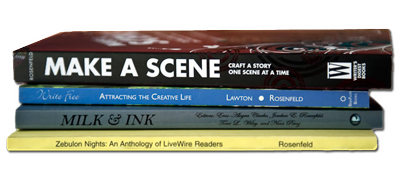 ROSENFELD
MAKE A SCENE
CRAFT A STORY
ONE SCENE AT A TIME
W
WRITER'S
DIGEST
BOOKS
Write Free
ATTRACTING THE CREATIVE LIFE
LAWTON • ROSENFELD
MILK & INK
Zebulon Nights: An Anthology of LiveWire Readers
Rosenfeld